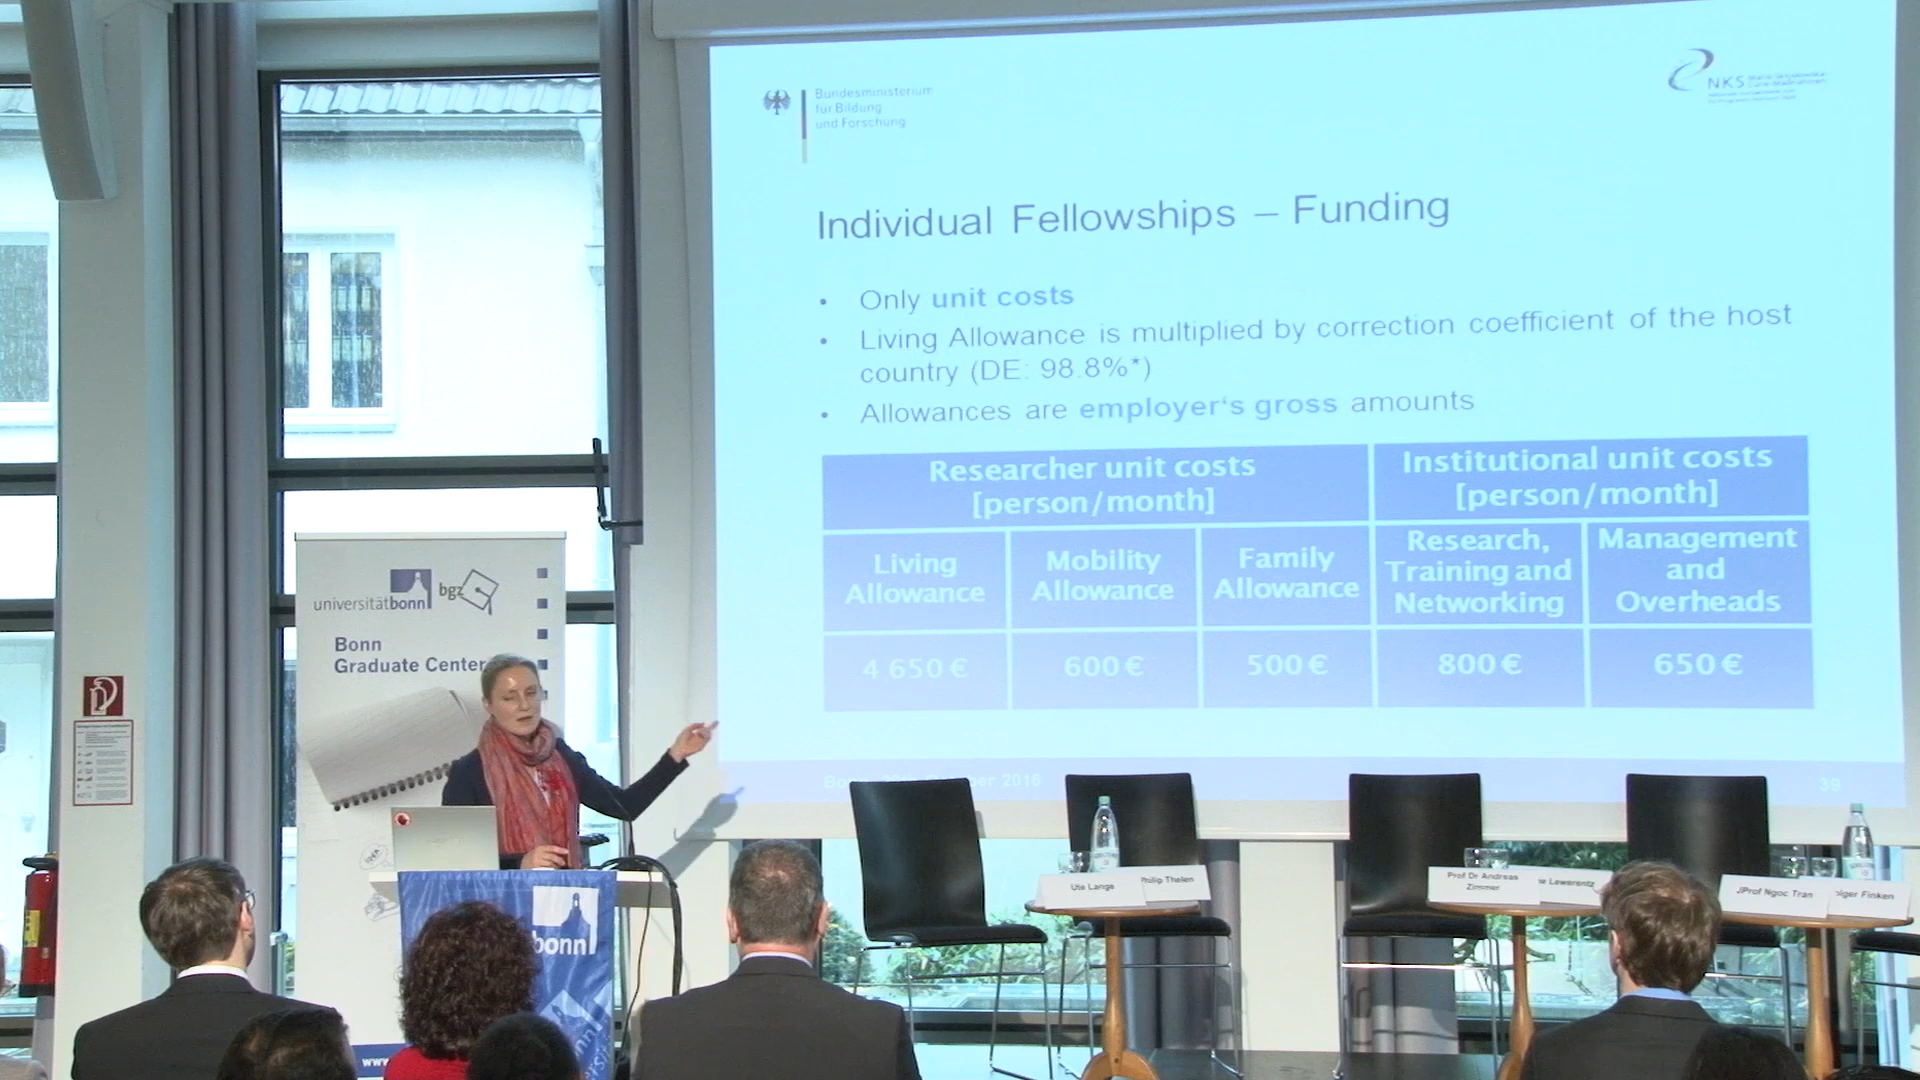 Bundesministerium
für Bildung
und Forschung
NKS
Individual Fellowships – Funding
• Only unit costs
• Living Allowance is multiplied by correction coefficient of the host
country (DE: 98.8%*)
• Allowances are employer‘s gross amounts
Researcher unit costs
[person/month]
Institutional unit costs
[person/month]
Living
Allowance
Mobility
Allowance
Family
Allowance
Research,
Training and
Networking
Management
and
Overheads
4 650 €
600 €
500 €
800 €
650 €
2016
39
universitätbonn
bgz
Bonn
Graduate Center
www
bonn
Ute Lange
Philip Thelen
Prof Dr Andreas
Zimmer
Lewerentz
JProf Ngoc Tran
Finken